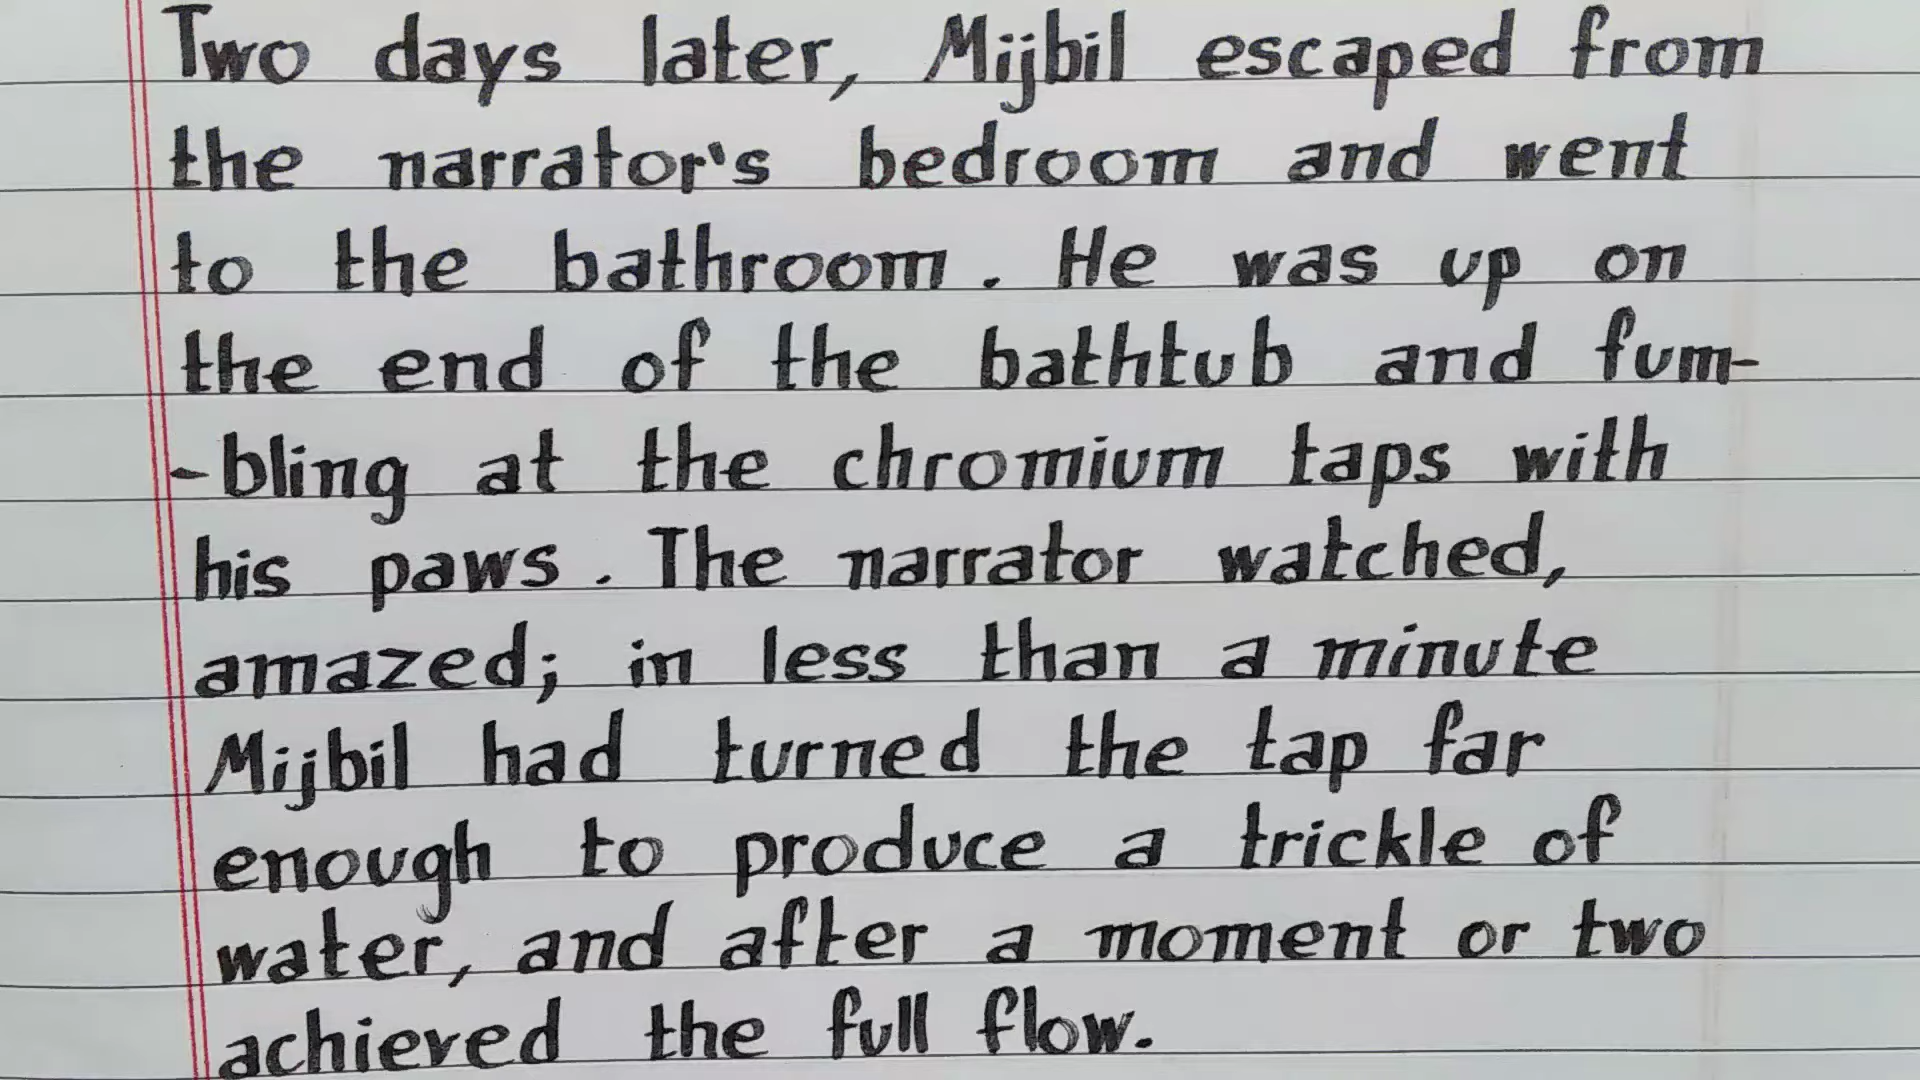 Two days later, Mijbil escaped from
the narrator's bedroom and went
to the bathroom. He was up on
the end of the bathtub and fum-
-bling at the chromium taps with
his paws. The narrator watched,
amazed; in less than a minute
Mijbil had turned the tap far
enough to produce a trickle of
water, and after a moment or two
achieved the full flow.